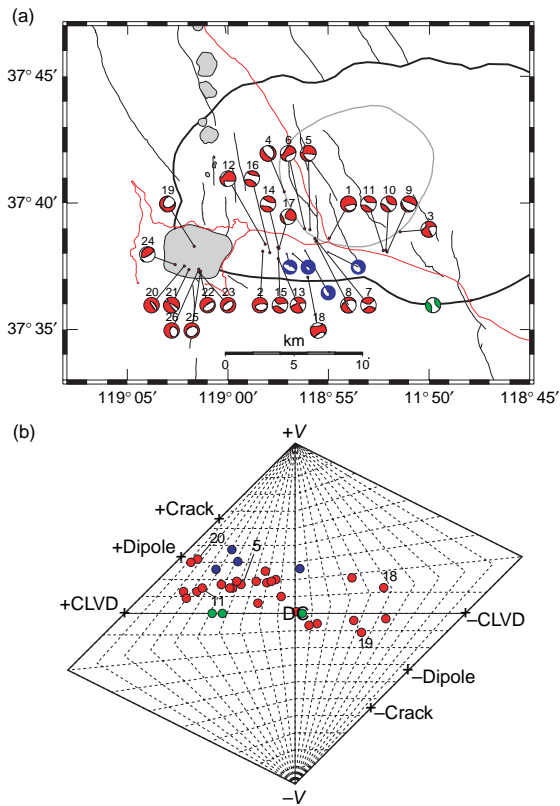 (a)
37° 45′
37° 40′
37° 35′
4 6 5
12 16
19 14 17 1 11 10 9
3
24
20 21 22 23 2 15 13 8 7
26 25 18
km
0 5 10
119° 05′ 119° 00′ 118° 55′ 11° 50′ 118° 45′
(b)
+V
+Crack
+Dipole
20
5
18
+CLVD
11
DC
–CLVD
19
–Dipole
–Crack
–V